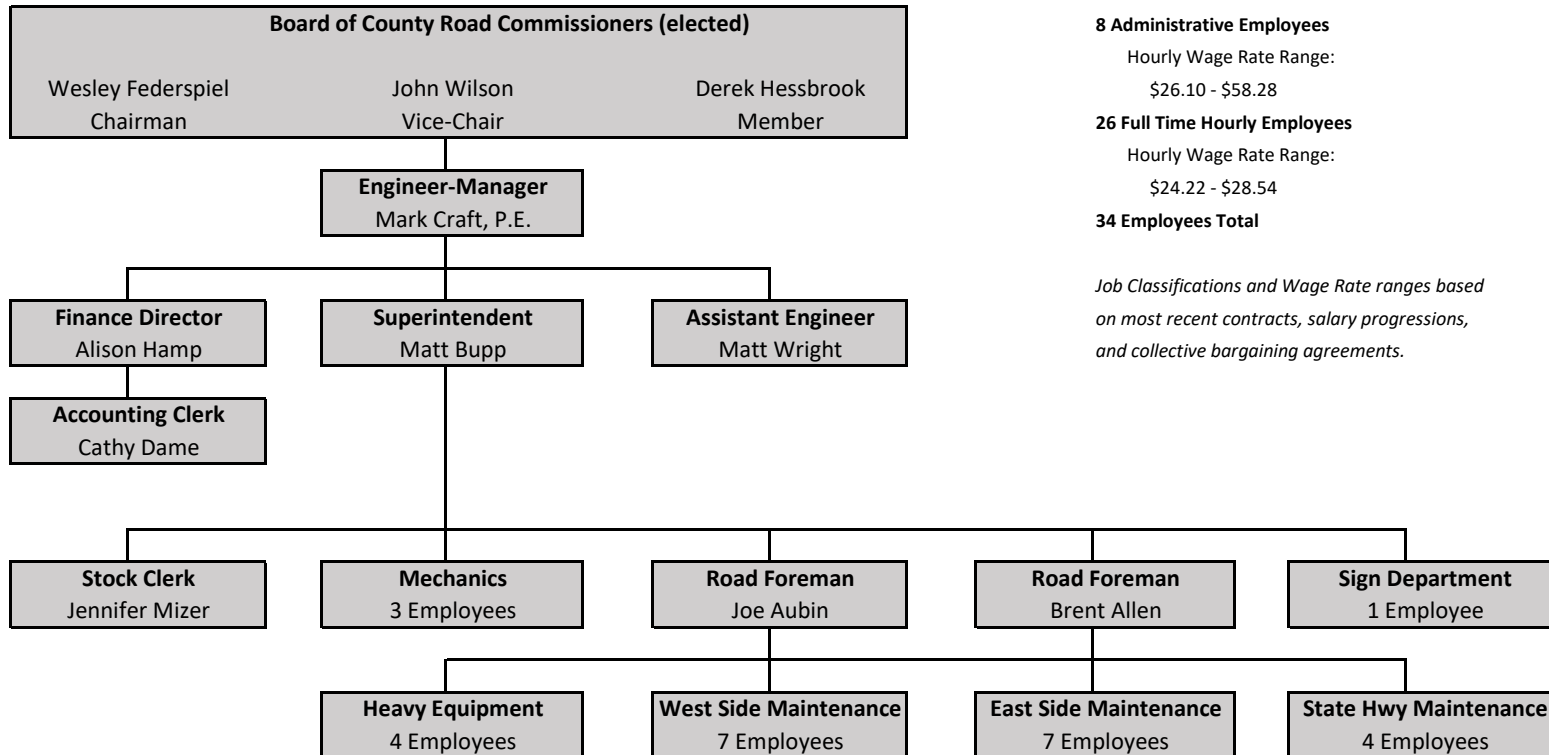 Board of County Road Commissioners (elected)
Wesley Federspiel
Chairman
John Wilson
Vice-Chair
Derek Hessbrook
Member
8 Administrative Employees
Hourly Wage Rate Range:
$26.10 - $58.28
26 Full Time Hourly Employees
Hourly Wage Rate Range:
$24.22 - $28.54
34 Employees Total
Job Classifications and Wage Rate ranges based
on most recent contracts, salary progressions,
and collective bargaining agreements.
Engineer-Manager
Mark Craft, P.E.
Finance Director
Alison Hamp
Superintendent
Matt Bupp
Assistant Engineer
Matt Wright
Accounting Clerk
Cathy Dame
Stock Clerk
Jennifer Mizer
Mechanics
3 Employees
Road Foreman
Joe Aubin
Road Foreman
Brent Allen
Sign Department
1 Employee
Heavy Equipment
4 Employees
West Side Maintenance
7 Employees
East Side Maintenance
7 Employees
State Hwy Maintenance
4 Employees